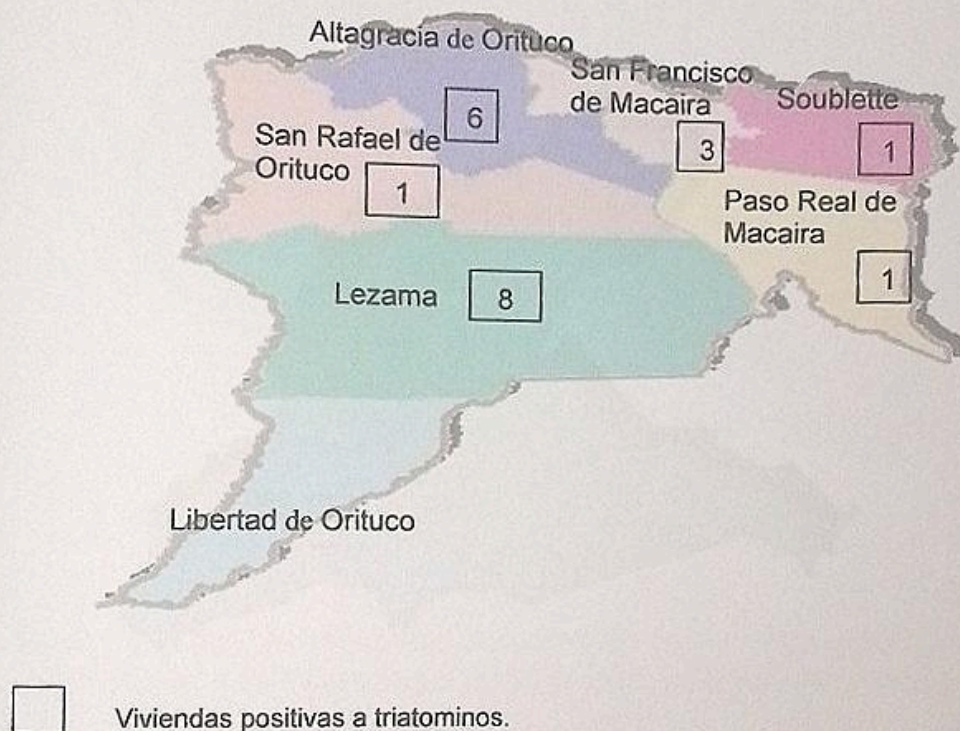 Altagracia de Orituco
San Francisco
de Macaira
Soublette
6
3
1
San Rafael de
Orituco
1
Paso Real de
Macaira
1
Lezama
8
Libertad de Orituco
Viviendas positivas a triatominos.